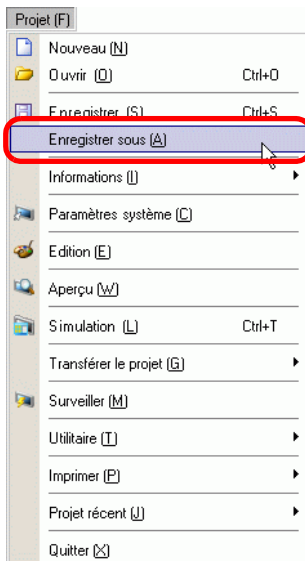 Projet (F)
Nouveau (N)
Ouvrir (O) Ctrl+O
Enregistrer (S) Ctrl+S
Enregistrer sous (A)
Informations (I)
Paramètres système (C)
Edition (E)
Aperçu (W)
Simulation (L) Ctrl+T
Transférer le projet (G)
Surveiller (M)
Utilitaire (T)
Imprimer (P)
Projet récent (J)
Quitter (X)